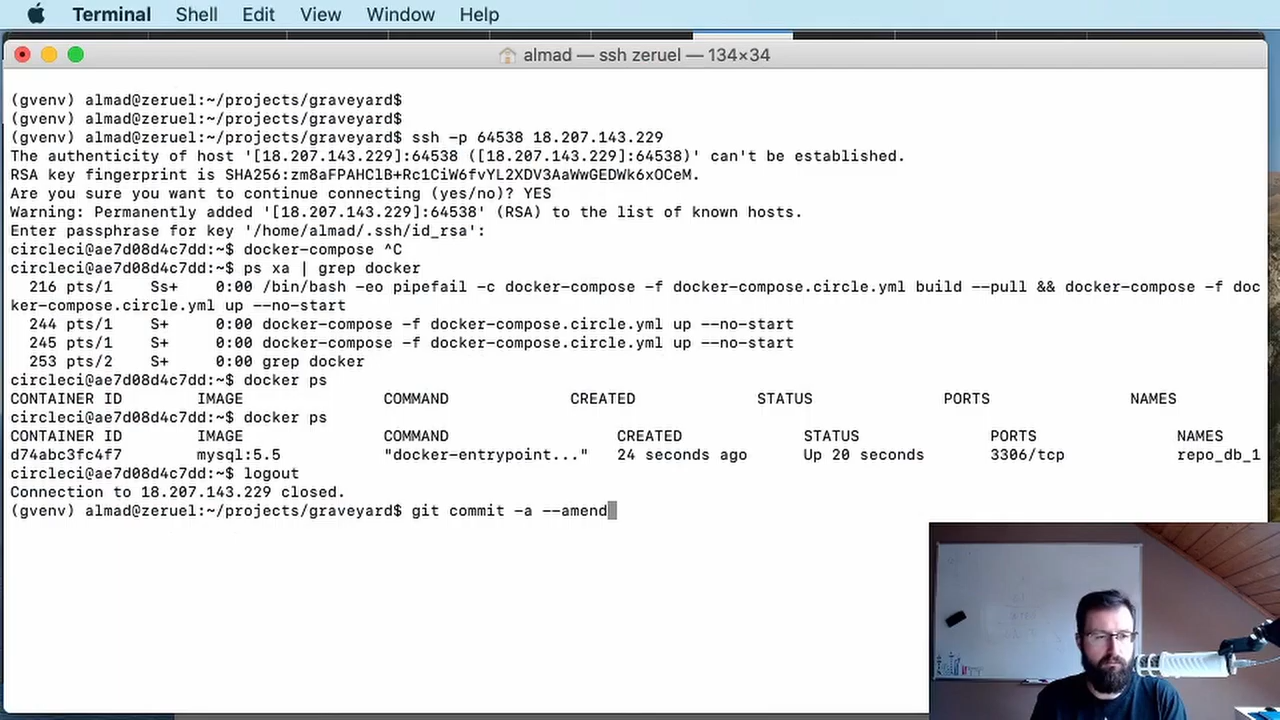 Terminal Shell Edit View Window Help
almad — ssh zeruel — 134×34
(gvenv) almad@zeruel:~/projects/graveyard$
(gvenv) almad@zeruel:~/projects/graveyard$
(gvenv) almad@zeruel:~/projects/graveyard$ ssh -p 64538 18.207.143.229
The authenticity of host '[18.207.143.229]:64538 ([18.207.143.229]:64538)' can't be established.
RSA key fingerprint is SHA256:zm8aFPAHClB+Rc1CiW6fvYL2XDV3AaWwGEDWk6xOCeM.
Are you sure you want to continue connecting (yes/no)? YES
Warning: Permanently added '[18.207.143.229]:64538' (RSA) to the list of known hosts.
Enter passphrase for key '/home/almad/.ssh/id_rsa':
circleci@ae7d08d4c7dd:~$ docker-compose ^C
circleci@ae7d08d4c7dd:~$ ps xa | grep docker
216 pts/1 Ss+ 0:00 /bin/bash -eo pipefail -c docker-compose -f docker-compose.circle.yml build --pull && docker-compose -f doc
ker-compose.circle.yml up --no-start
244 pts/1 S+ 0:00 docker-compose -f docker-compose.circle.yml up --no-start
245 pts/1 S+ 0:00 docker-compose -f docker-compose.circle.yml up --no-start
253 pts/2 S+ 0:00 grep docker
circleci@ae7d08d4c7dd:~$ docker ps
CONTAINER ID IMAGE COMMAND CREATED STATUS PORTS NAMES
circleci@ae7d08d4c7dd:~$ docker ps
CONTAINER ID IMAGE COMMAND CREATED STATUS PORTS NAMES
d74abc3fc4f7 mysql:5.5 "docker-entrypoint..." 24 seconds ago Up 20 seconds 3306/tcp repo_db_1
circleci@ae7d08d4c7dd:~$ logout
Connection to 18.207.143.229 closed.
(gvenv) almad@zeruel:~/projects/graveyard$ git commit -a --amend